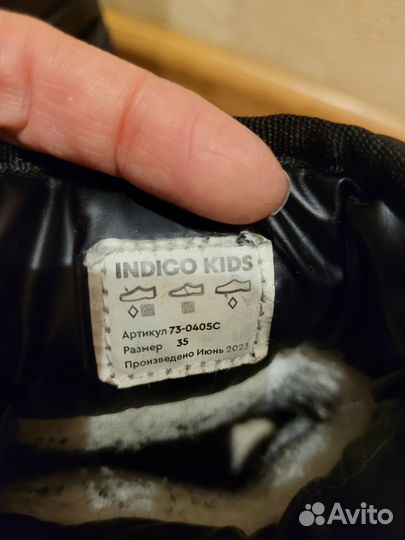 INDIGO KIDS
Артикул 73-0405C
Размер 35
Произведено Июнь 2023
Avito